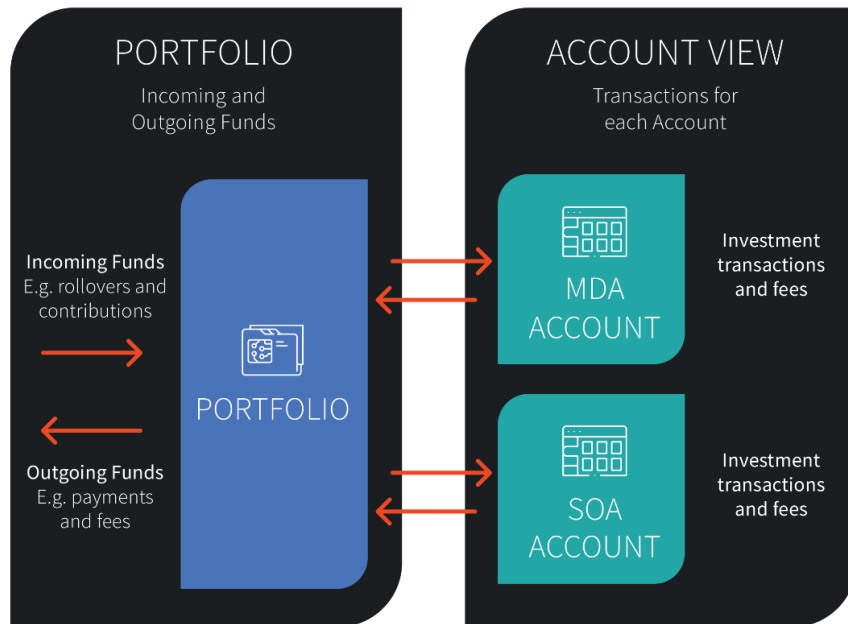 PORTFOLIO
Incoming and
Outgoing Funds
Incoming Funds
E.g. rollovers and
contributions
PORTFOLIO
Outgoing Funds
E.g. payments
and fees
ACCOUNT VIEW
Transactions for
each Account
MDA
ACCOUNT
Investment
transactions
and fees
SOA
ACCOUNT
Investment
transactions
and fees